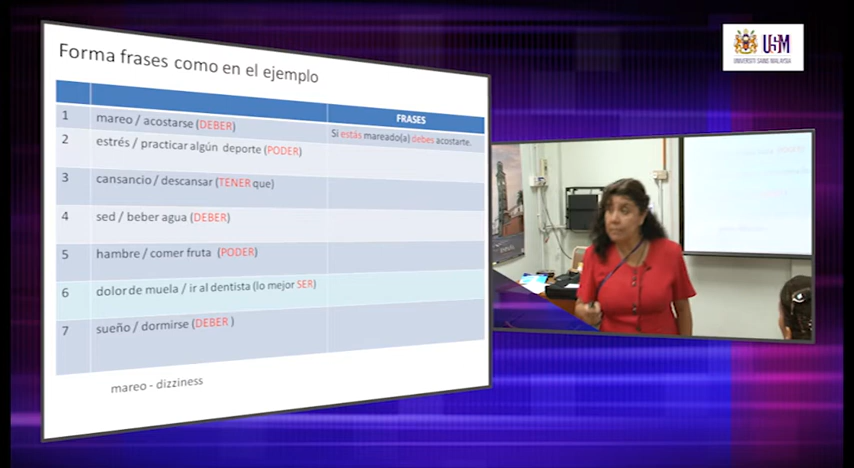 Forma frases como en el ejemplo
FRASES
1 mareo / acostarse (DEBER) Si estás mareado(a) debes acostarte.
2 estrés / practicar algún deporte (PODER)
3 cansancio / descansar (TENER que)
4 sed / beber agua (DEBER)
5 hambre / comer fruta (PODER)
6 dolor de muela / ir al dentista (lo mejor SER)
7 sueño / dormirse (DEBER )
mareo - dizziness
USM
UNIVERSITI SAINS MALAYSIA